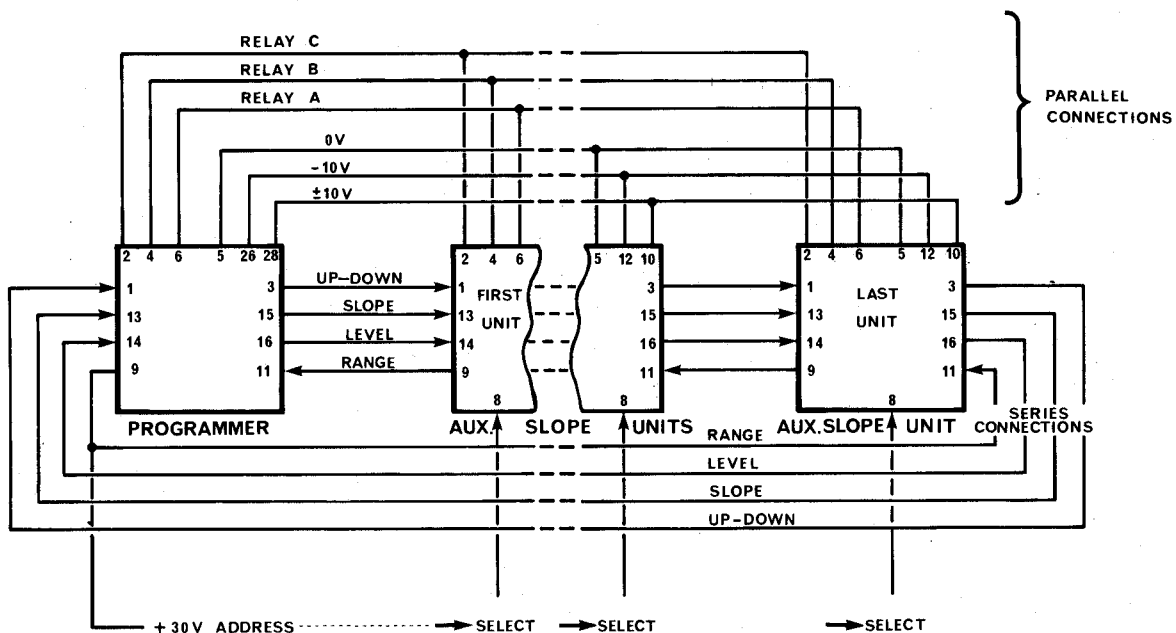 RELAY C
RELAY B
RELAY A
0V
-10V
±10V
PARALLEL
CONNECTIONS
2 4 6 5 26 28
2 4 6
5 12 10
2 4 6 5 12 10
1 3 UP-DOWN 1 FIRST 3 1 LAST 3
13 15 SLOPE 13 UNIT 15 13 UNIT 15
14 16 LEVEL 14 16 14 16
9 11 RANGE 9 11 9 11
8 8 8
PROGRAMMER AUX. SLOPE UNITS AUX.SLOPE UNIT
SERIES
CONNECTIONS
RANGE
LEVEL
SLOPE
UP-DOWN
+30V ADDRESS SELECT SELECT SELECT